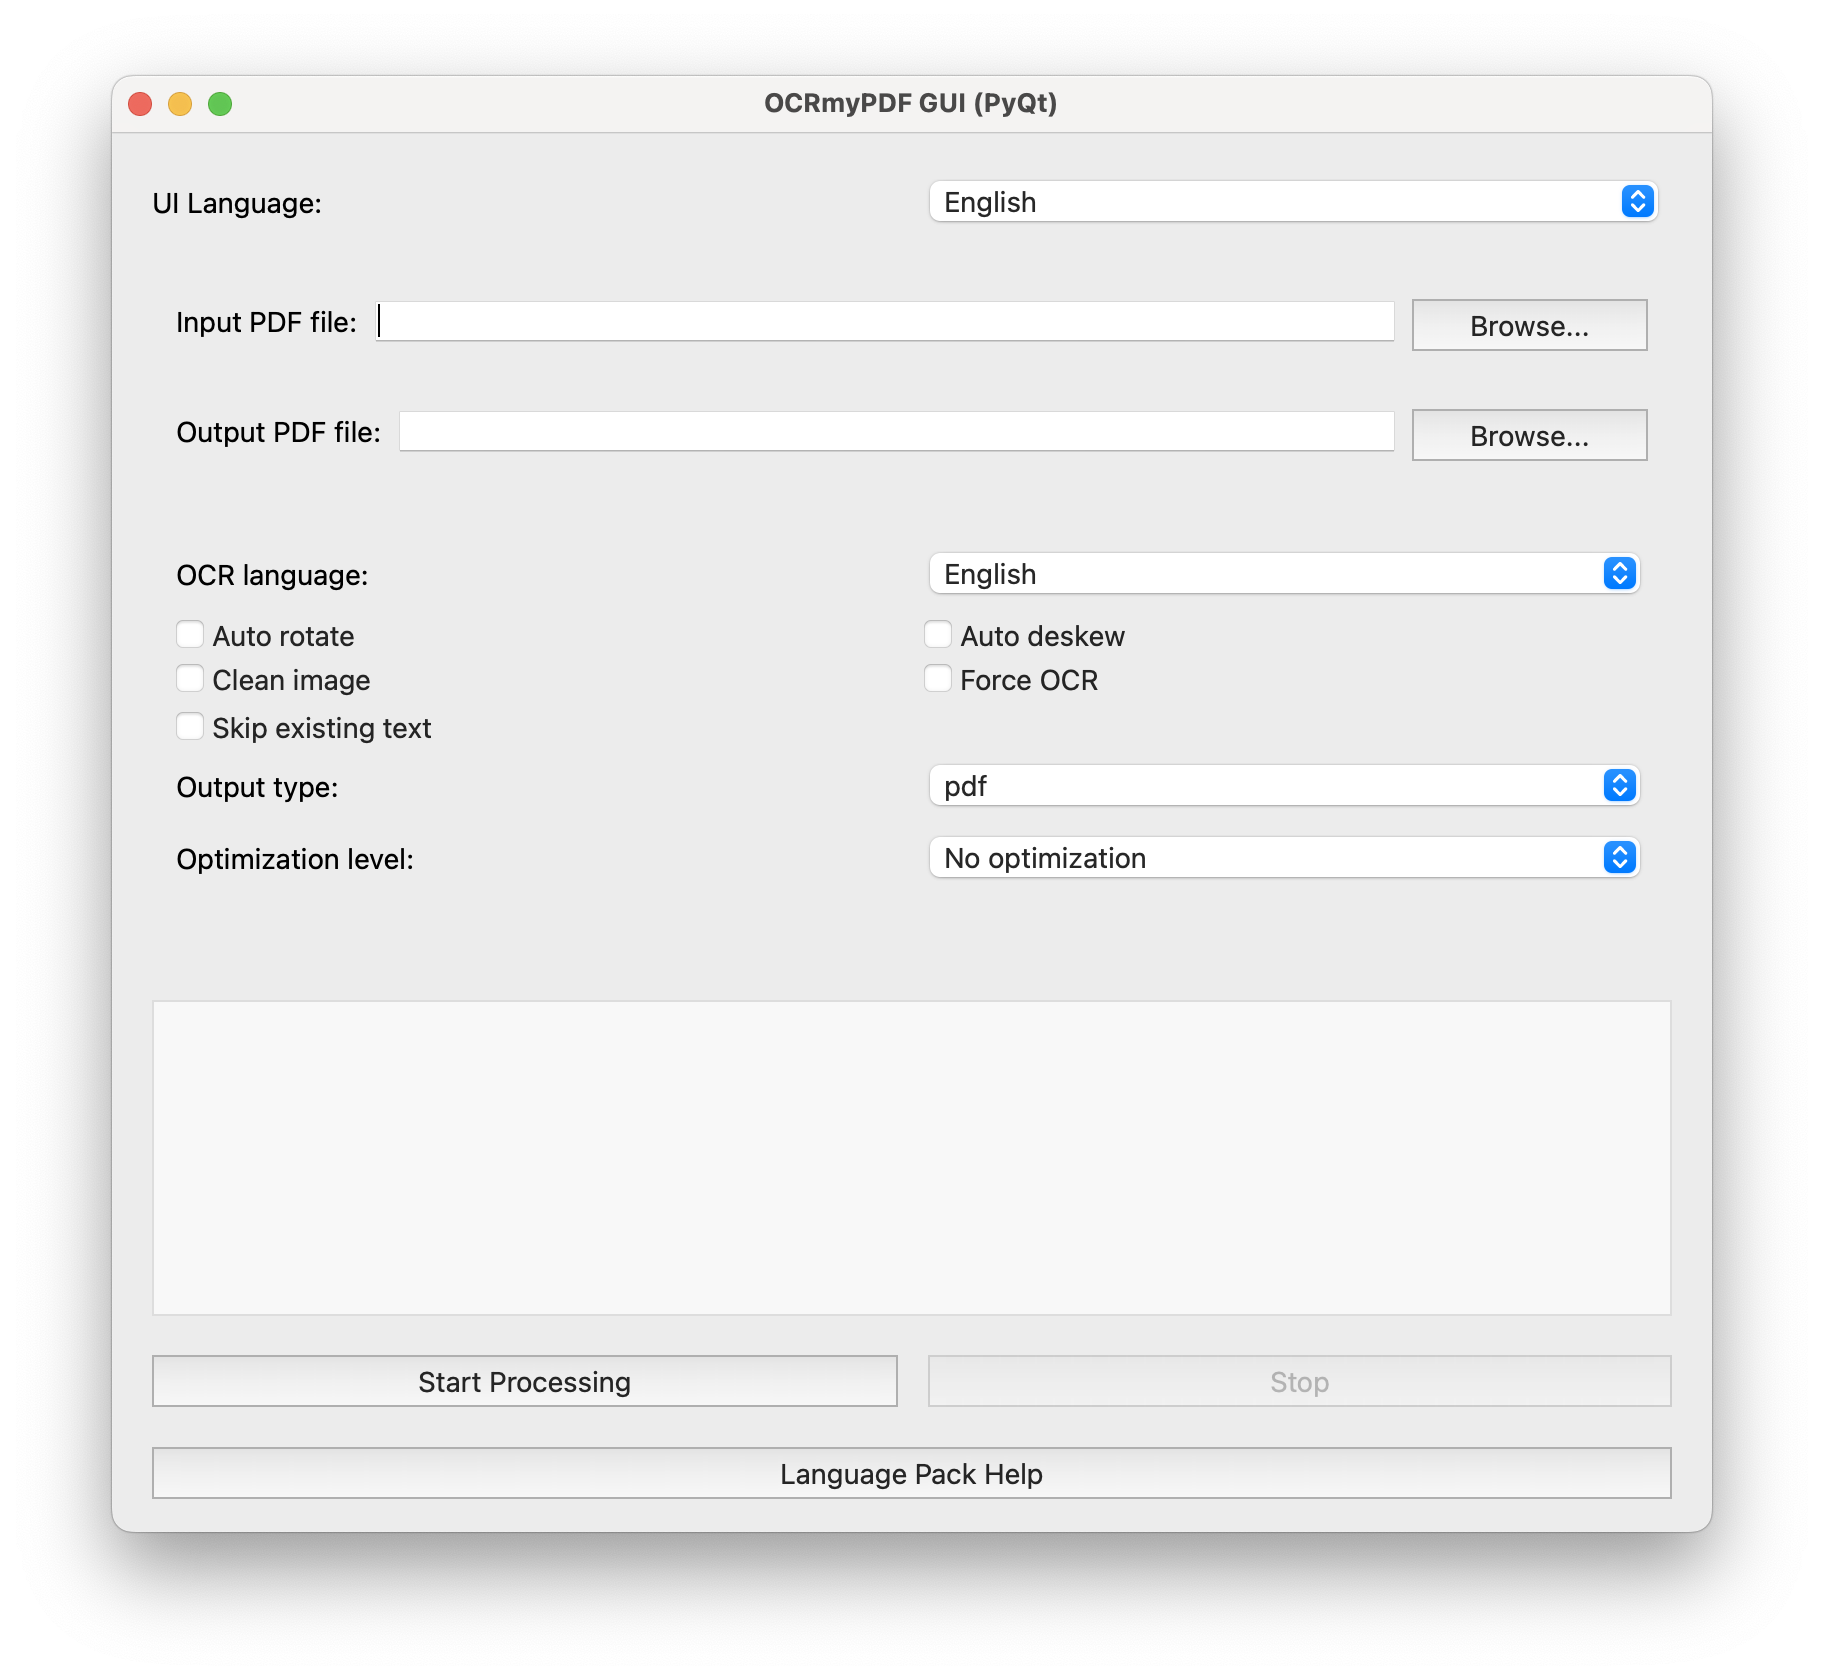 OCRmyPDF GUI (PyQt)
UI Language: English
Input PDF file: Browse...
Output PDF file: Browse...
OCR language: English
Auto rotate Auto deskew
Clean image Force OCR
Skip existing text
Output type: pdf
Optimization level: No optimization
Start Processing Stop
Language Pack Help